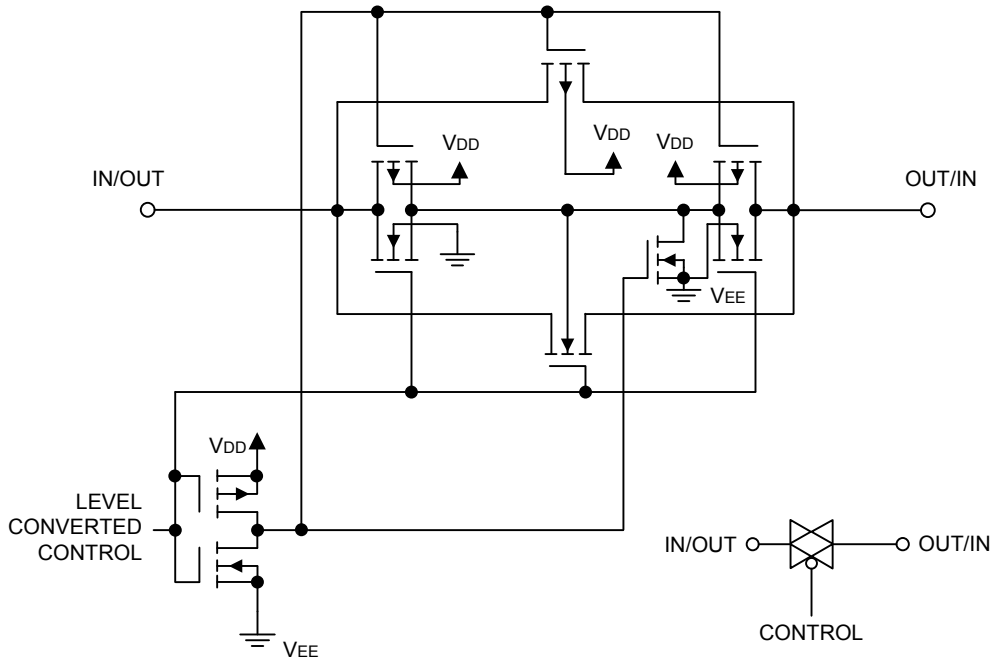 VDD
VDD
VDD
IN/OUT
OUT/IN
VEE
VDD
LEVEL
CONVERTED
CONTROL
IN/OUT
OUT/IN
CONTROL
VEE